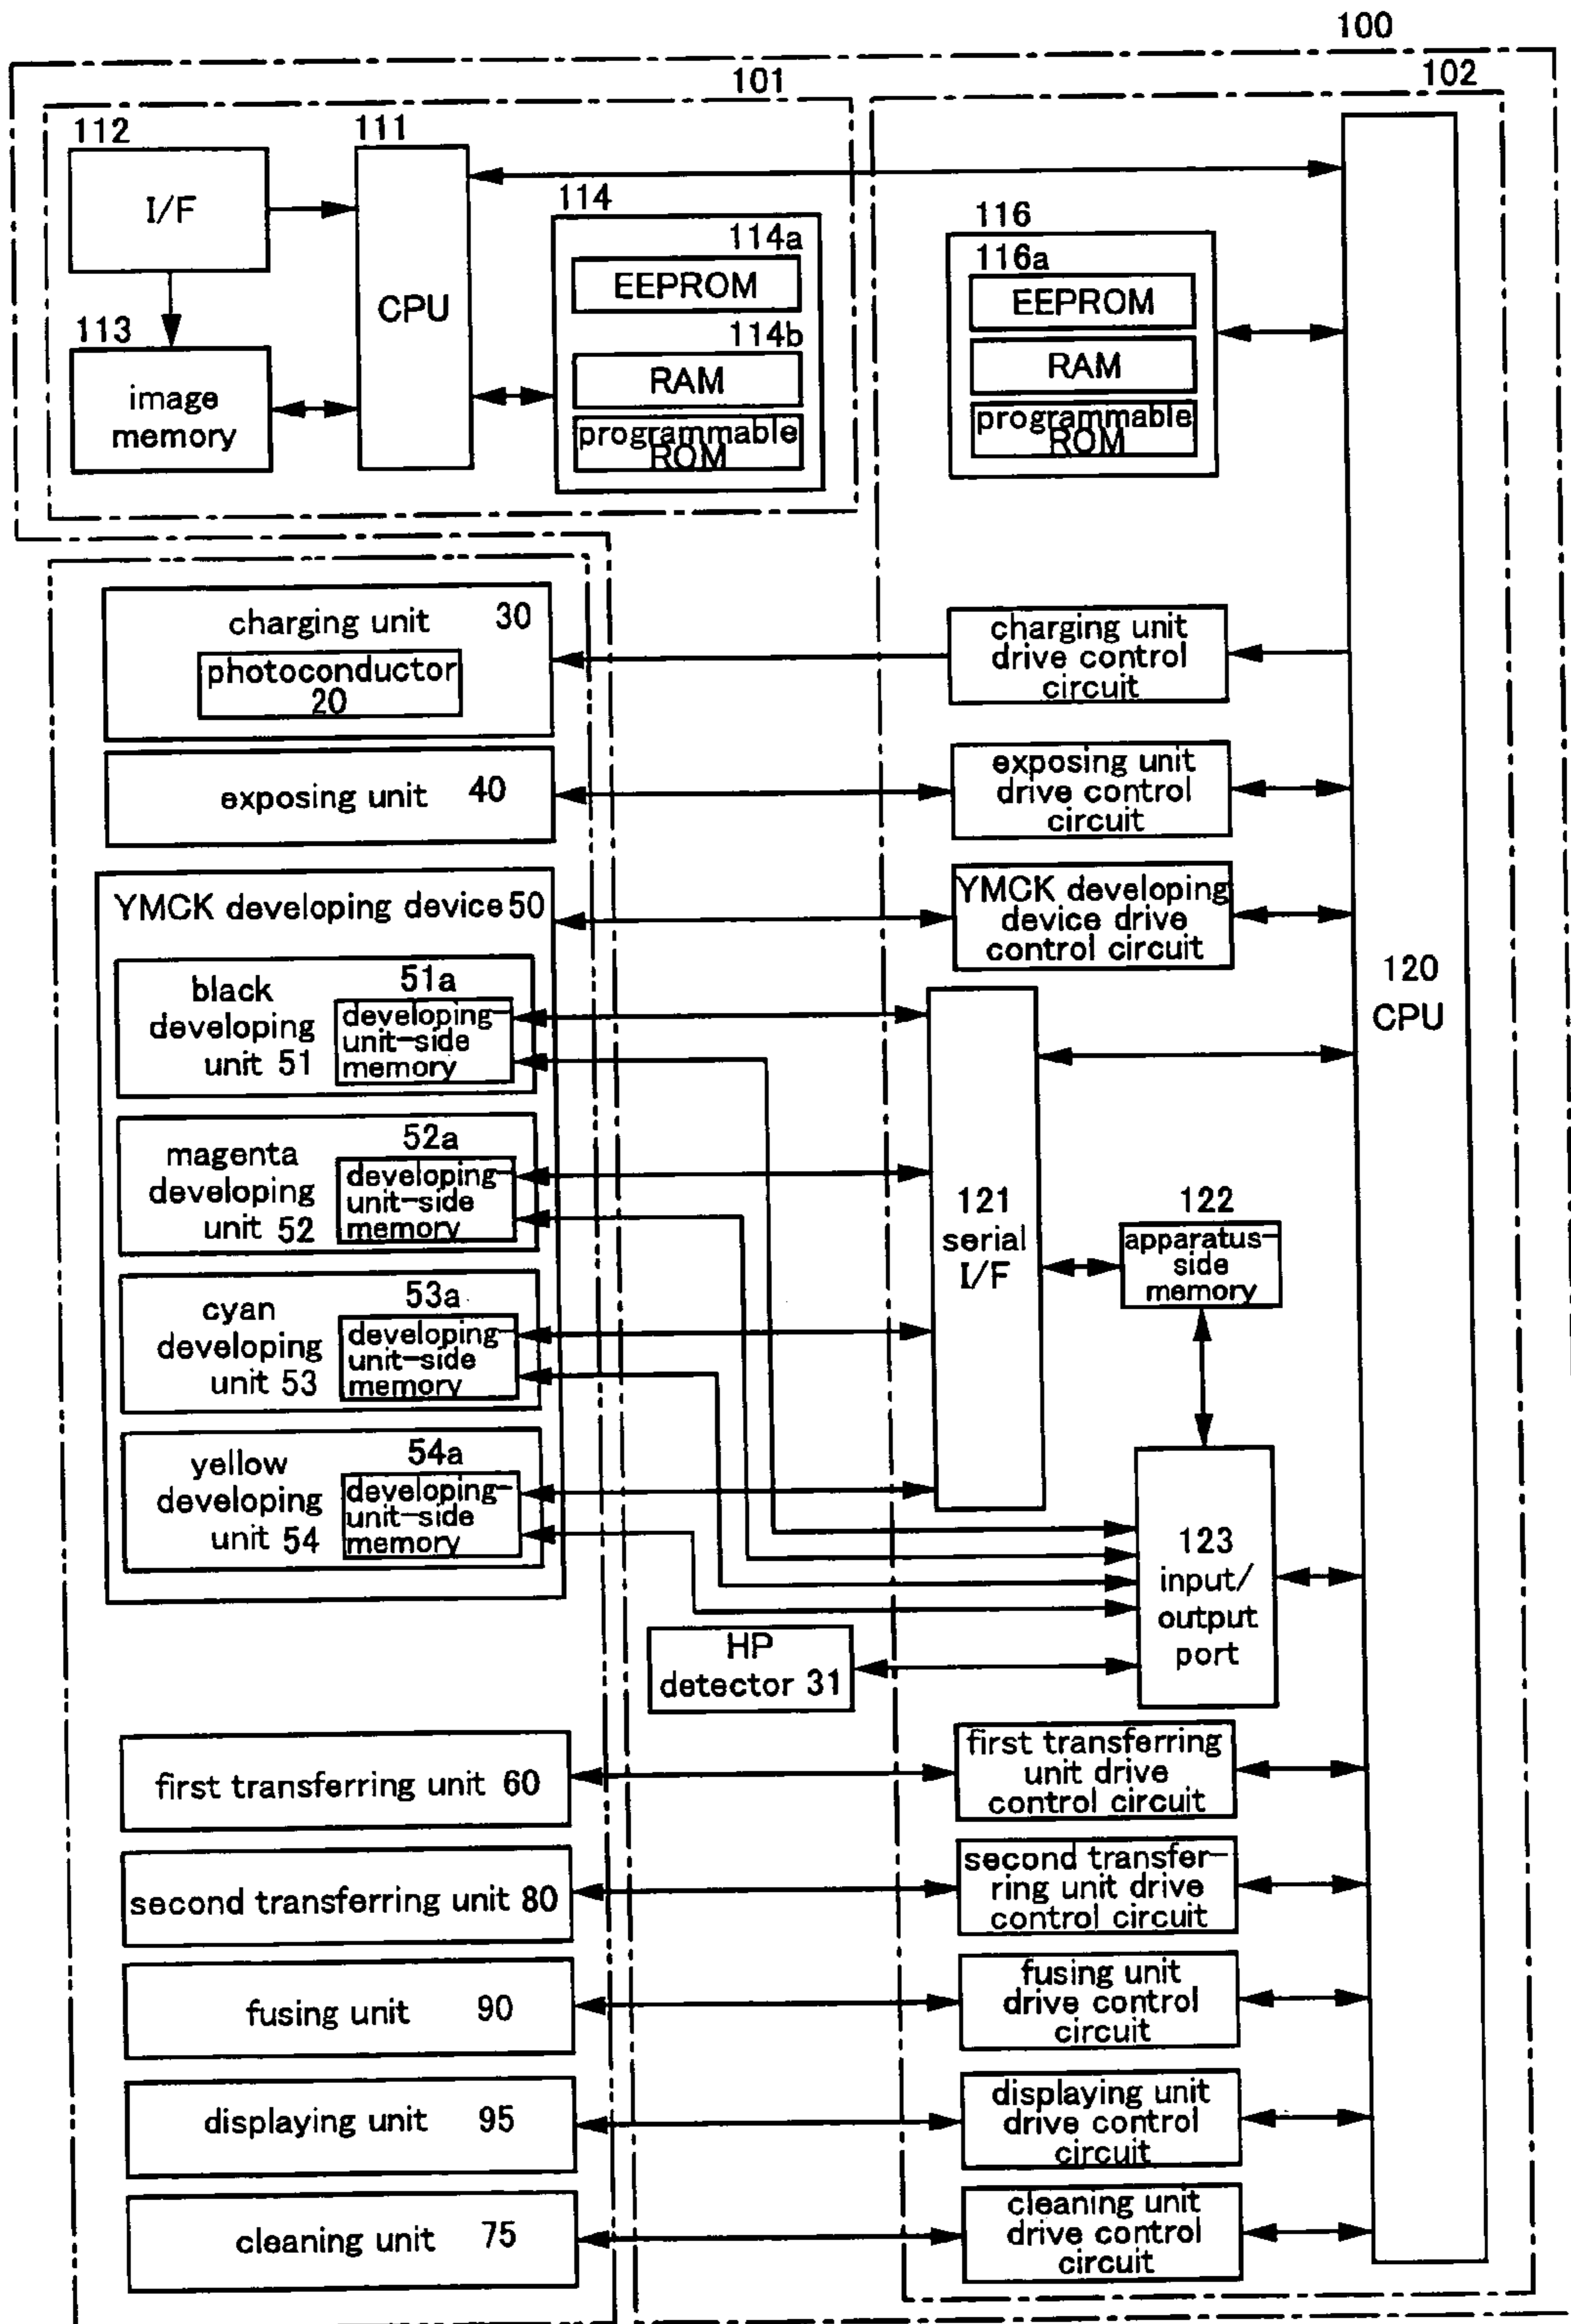 100
101
102
112
I/F
111
CPU
113
image
memory
114
114a
EEPROM
114b
RAM
programmable
ROM
116
116a
EEPROM
RAM
programmable
ROM
120
CPU
charging unit 30
photoconductor
20
charging unit
drive control
circuit
exposing unit 40
exposing unit
drive control
circuit
YMCK developing device 50
YMCK developing
device drive
control circuit
black
developing
unit 51
51a
developing-
unit-side
memory
magenta
developing
unit 52
52a
developing-
unit-side
memory
cyan
developing
unit 53
53a
developing-
unit-side
memory
yellow
developing
unit 54
54a
developing-
unit-side
memory
121
serial
I/F
122
apparatus-
side
memory
123
input/
output
port
HP
detector 31
first transferring unit 60
first transferring
unit drive
control circuit
second transferring unit 80
second transfer-
ring unit drive
control circuit
fusing unit 90
fusing unit
drive control
circuit
displaying unit 95
displaying unit
drive control
circuit
cleaning unit 75
cleaning unit
drive control
circuit